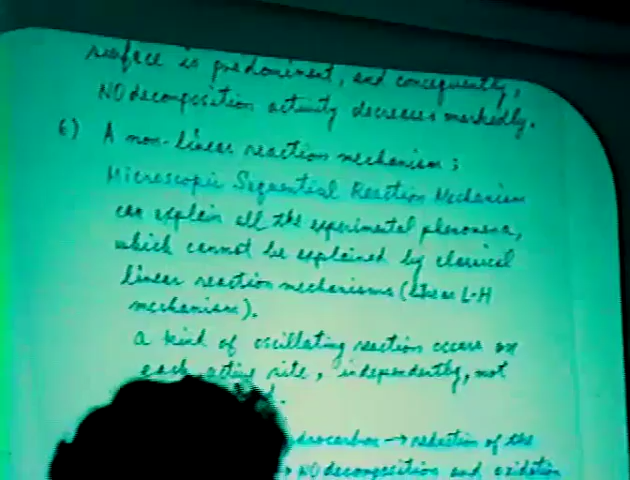 surface is predominent, and consequently,
NO decomposition activity decreases markedly.
6) A non-linear reaction mechanism;
Microscopic Sequential Reaction Mechanism
can explain all the experimental phenomena,
which cannot be explained by classical
linear reaction mechanisms (like as L-H
mechanism).
a kind of oscillating reaction occurs on
each active site, independently, not
drocarbon → reduction of the
→ NO decomposition and oxidation